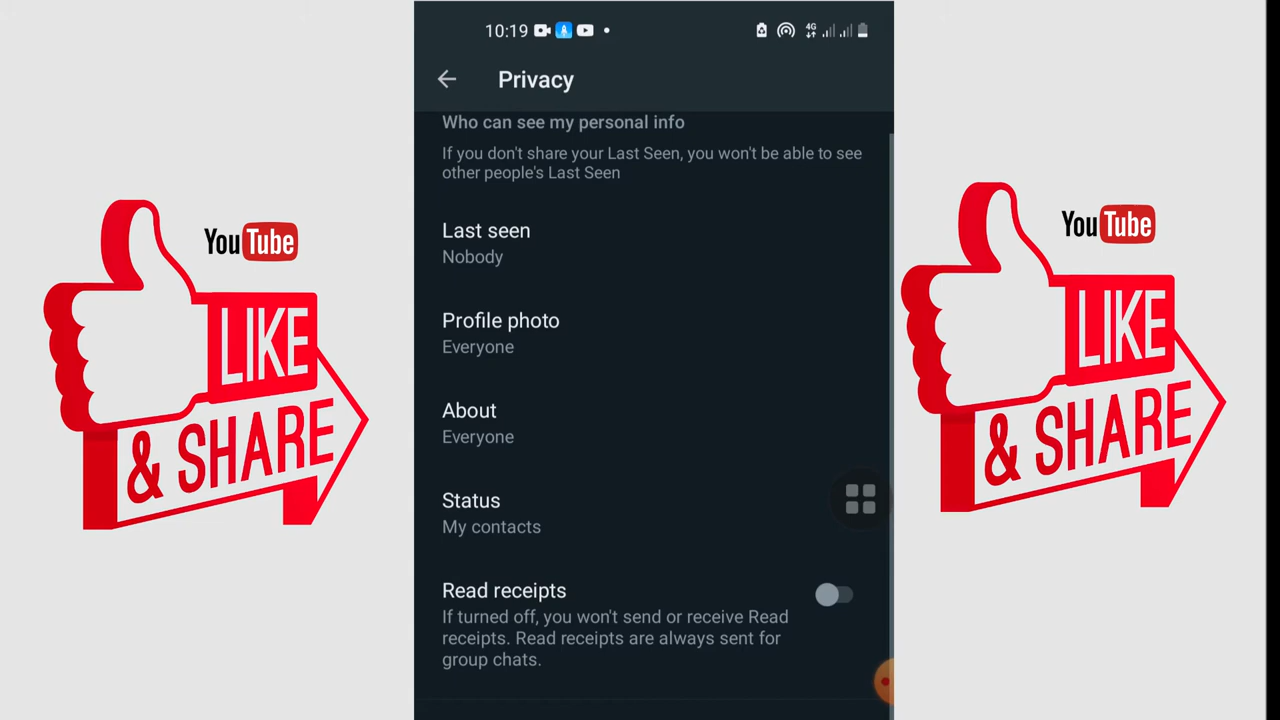 10:19
4G
Privacy
Who can see my personal info
If you don't share your Last Seen, you won't be able to see
other people's Last Seen
Last seen
Nobody
Profile photo
Everyone
About
Everyone
Status
My contacts
Read receipts
If turned off, you won't send or receive Read
receipts. Read receipts are always sent for
group chats.
YouTube
LIKE
& SHARE
YouTube
LIKE
& SHARE